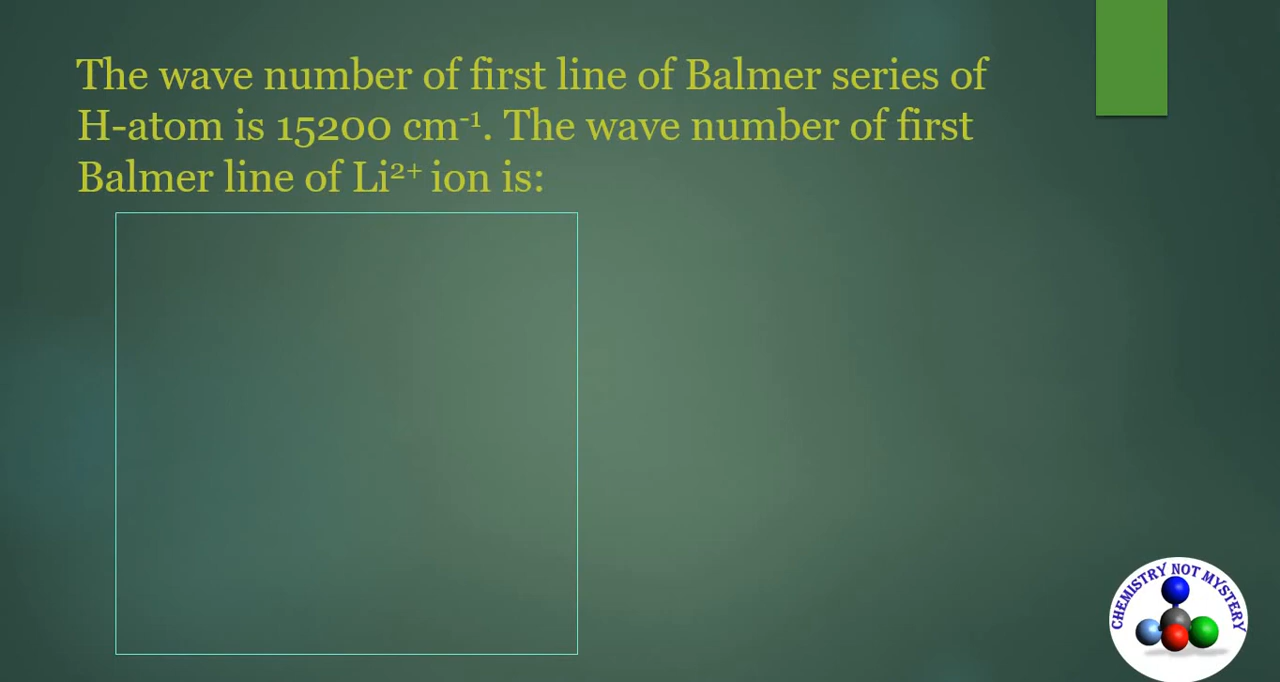 The wave number of first line of Balmer series of
H-atom is 15200 cm⁻¹. The wave number of first
Balmer line of Li²⁺ ion is:
CHEMISTRY NOT MYSTERY